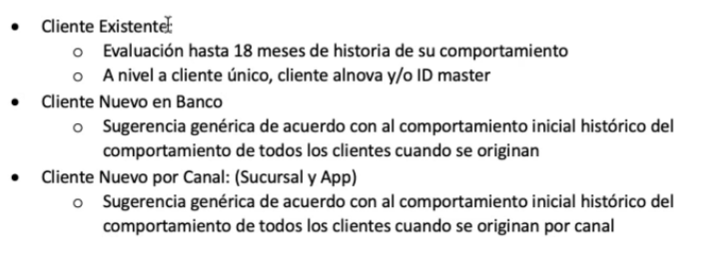 • Cliente Existente:
o Evaluación hasta 18 meses de historia de su comportamiento
o A nivel a cliente único, cliente alnova y/o ID master
• Cliente Nuevo en Banco
o Sugerencia genérica de acuerdo con al comportamiento inicial histórico del
comportamiento de todos los clientes cuando se originan
• Cliente Nuevo por Canal: (Sucursal y App)
o Sugerencia genérica de acuerdo con al comportamiento inicial histórico del
comportamiento de todos los clientes cuando se originan por canal